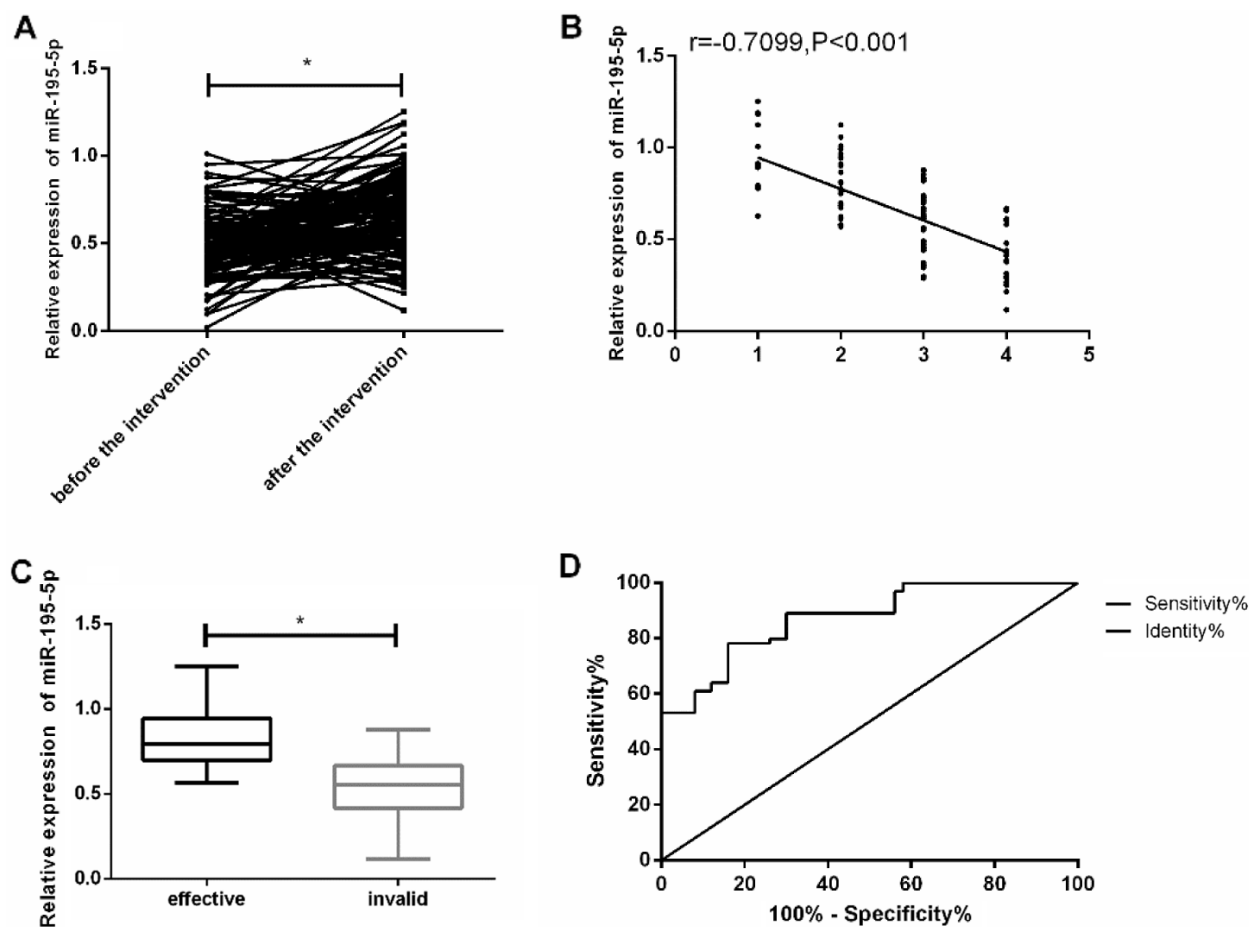 A
Relative expression of miR-195-5p
1.5
1.0
0.5
0.0
*
before the intervention
after the intervention
B
r=-0.7099,P<0.001
Relative expression of miR-195-5p
1.5
1.0
0.5
0.0
0 1 2 3 4 5
C
Relative expression of miR-195-5p
1.5
1.0
0.5
0.0
*
effective invalid
D
Sensitivity%
100
80
60
40
20
0
0 20 40 60 80 100
100% - Specificity%
Sensitivity%
Identity%